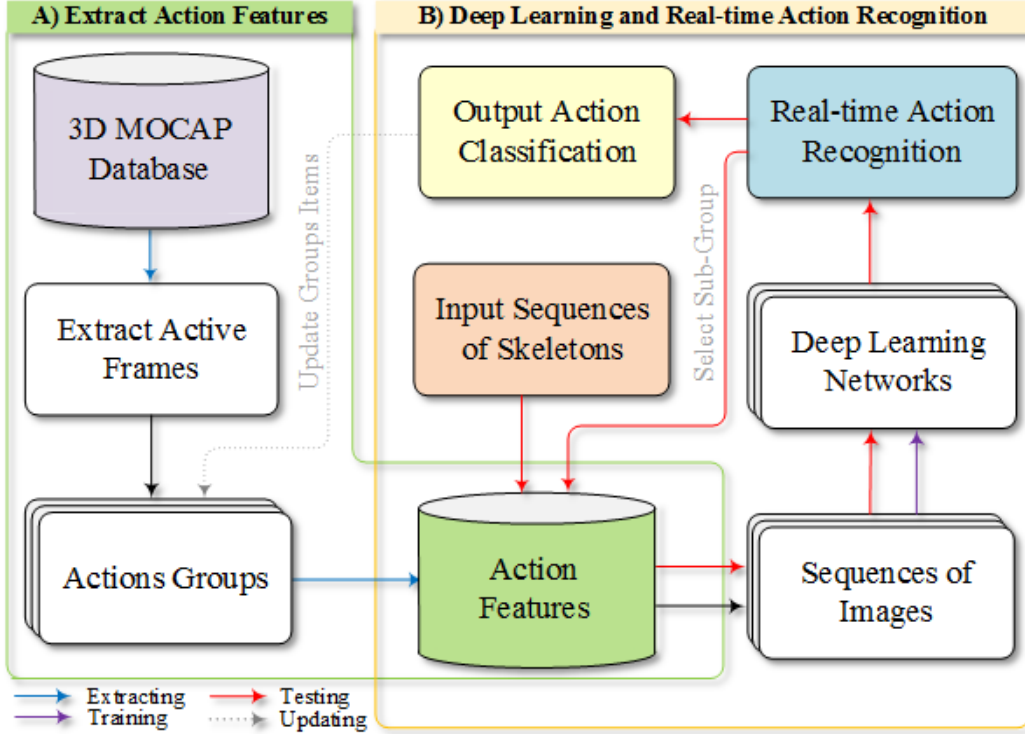 A) Extract Action Features
B) Deep Learning and Real-time Action Recognition
3D MOCAP
Database
Output Action
Classification
Real-time Action
Recognition
Update Groups Items
Select Sub-Group
Extract Active
Frames
Input Sequences
of Skeletons
Deep Learning
Networks
Actions Groups
Action
Features
Sequences of
Images
Extracting
Testing
Training
Updating